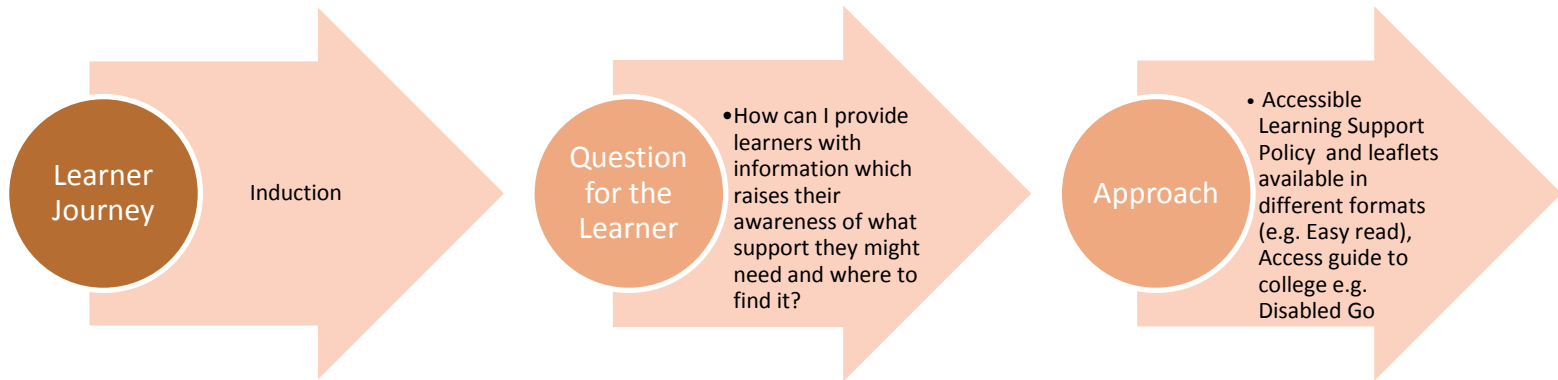 Learner
Journey
Induction
Question
for the
Learner
•How can I provide
learners with
information which
raises their
awareness of what
support they might
need and where to
find it?
Approach
• Accessible
Learning Support
Policy and leaflets
available in
different formats
(e.g. Easy read),
Access guide to
college e.g.
Disabled Go